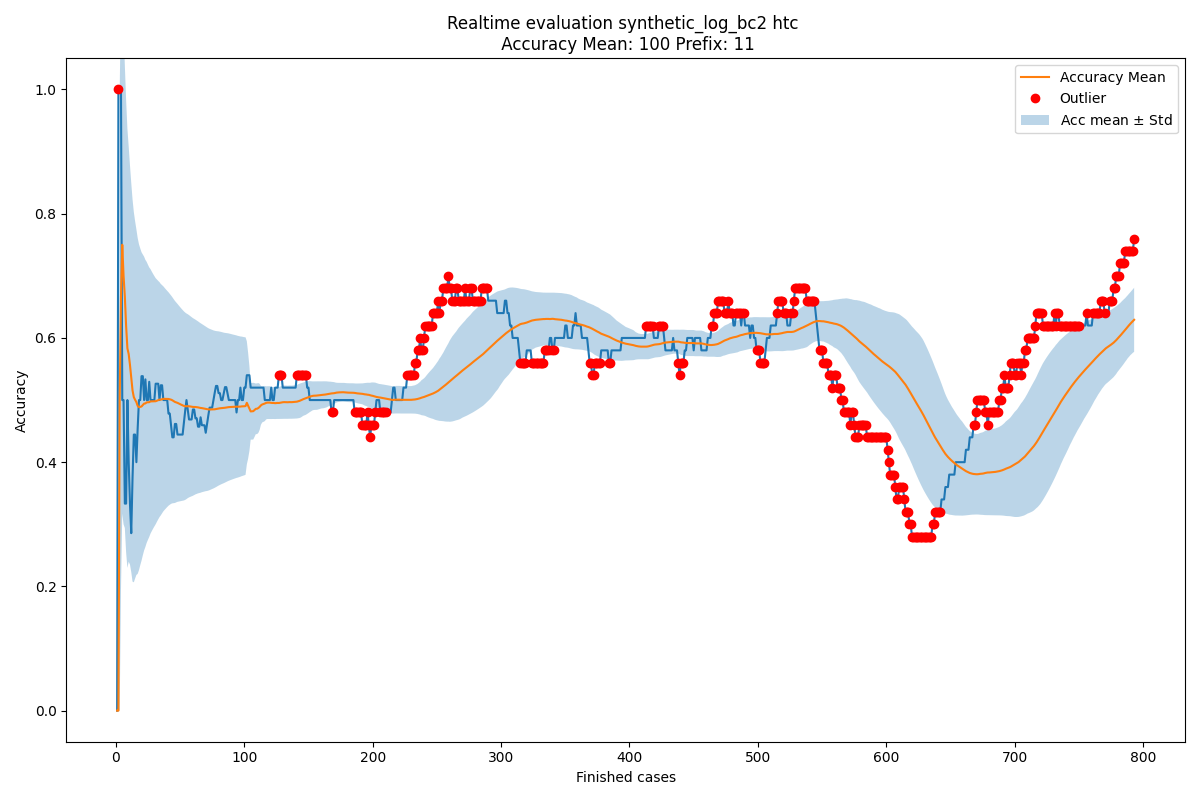 Realtime evaluation synthetic_log_bc2 htc
Accuracy Mean: 100 Prefix: 11
Accuracy Mean
Outlier
Acc mean ± Std
Accuracy
1.0
0.8
0.6
0.4
0.2
0.0
0 100 200 300 400 500 600 700 800
Finished cases